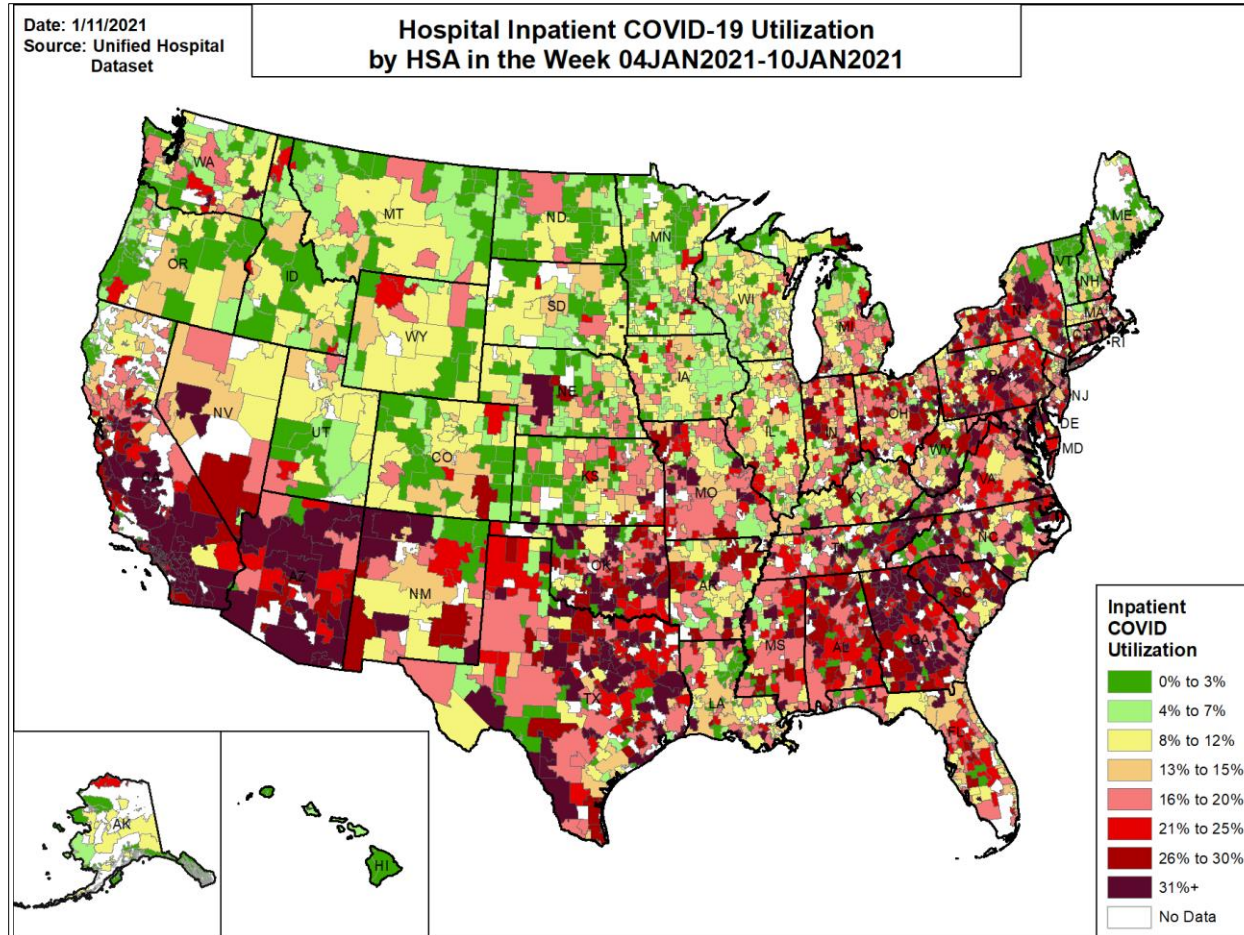 Date: 1/11/2021
Source: Unified Hospital
Dataset
Hospital Inpatient COVID-19 Utilization
by HSA in the Week 04JAN2021-10JAN2021
WA
MT
ND
MN
ME
OR
ID
SD
WI
VT
NH
WY
MI
NY
MA
CT
RI
NE
IA
PA
NJ
NV
UT
CO
IL
IN
OH
DE
MD
CA
KS
MO
WV
VA
KY
AZ
NM
OK
AR
TN
NC
SC
TX
LA
MS
AL
GA
FL
AK
HI
Inpatient
COVID
Utilization
0% to 3%
4% to 7%
8% to 12%
13% to 15%
16% to 20%
21% to 25%
26% to 30%
31%+
No Data